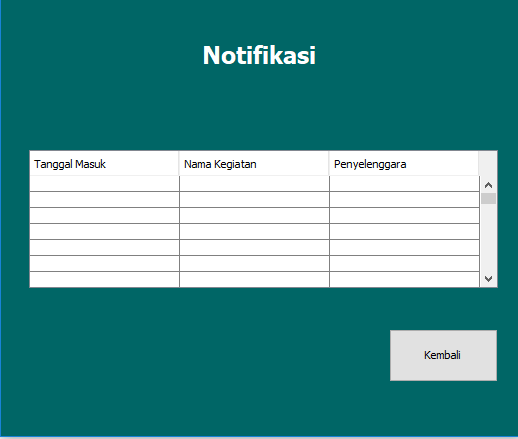 Notifikasi
Tanggal Masuk Nama Kegiatan Penyelenggara
Kembali